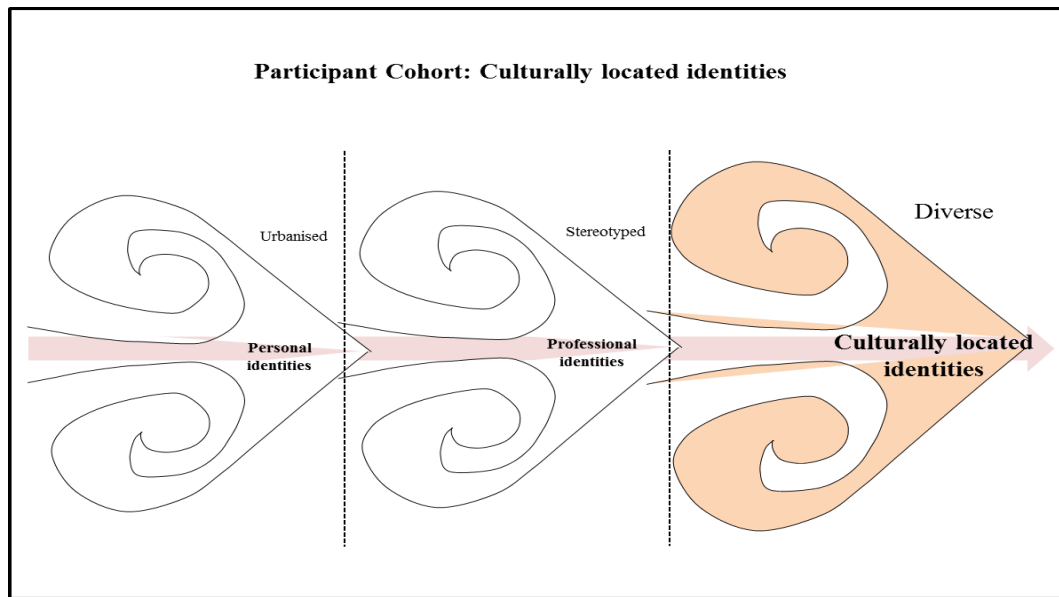 Participant Cohort: Culturally located identities
Urbanised
Stereotyped
Diverse
Personal
identities
Professional
identities
Culturally located
identities